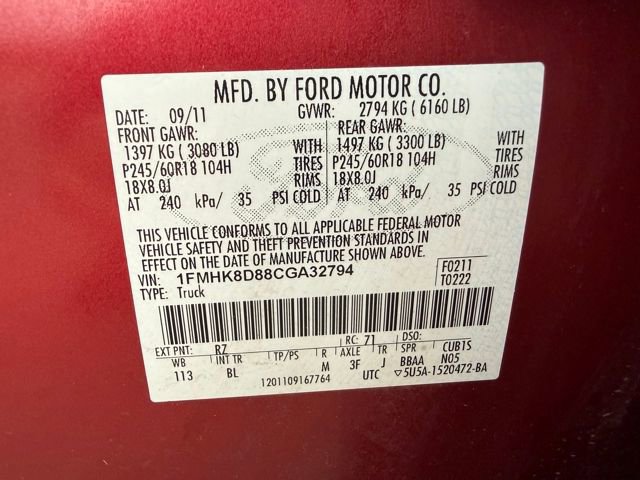 MFD. BY FORD MOTOR CO.
DATE: 09/11 GVWR: 2794 KG ( 6160 LB)
FRONT GAWR: REAR GAWR:
1397 KG ( 3080 LB) WITH 1497 KG ( 3300 LB) WITH
P245/60R18 104H TIRES P245/60R18 104H TIRES
18X8.0J RIMS 18X8.0J RIMS
AT 240 kPa/ 35 PSI COLD AT 240 kPa/ 35 PSI COLD
THIS VEHICLE CONFORMS TO ALL APPLICABLE FEDERAL MOTOR
VEHICLE SAFETY AND THEFT PREVENTION STANDARDS IN
EFFECT ON THE DATE OF MANUFACTURE SHOWN ABOVE.
VIN: 1FMHK8D88CGA32794 F0211
TYPE: Truck T0222
EXT PNT: R7 RC: 71 DSO:
WB INT TR TP/PS R AXLE TR SPR CUB1S
113 BL M 3F J BBAA N05
1201109167764 UTC ▽5U5A-1520472-BA